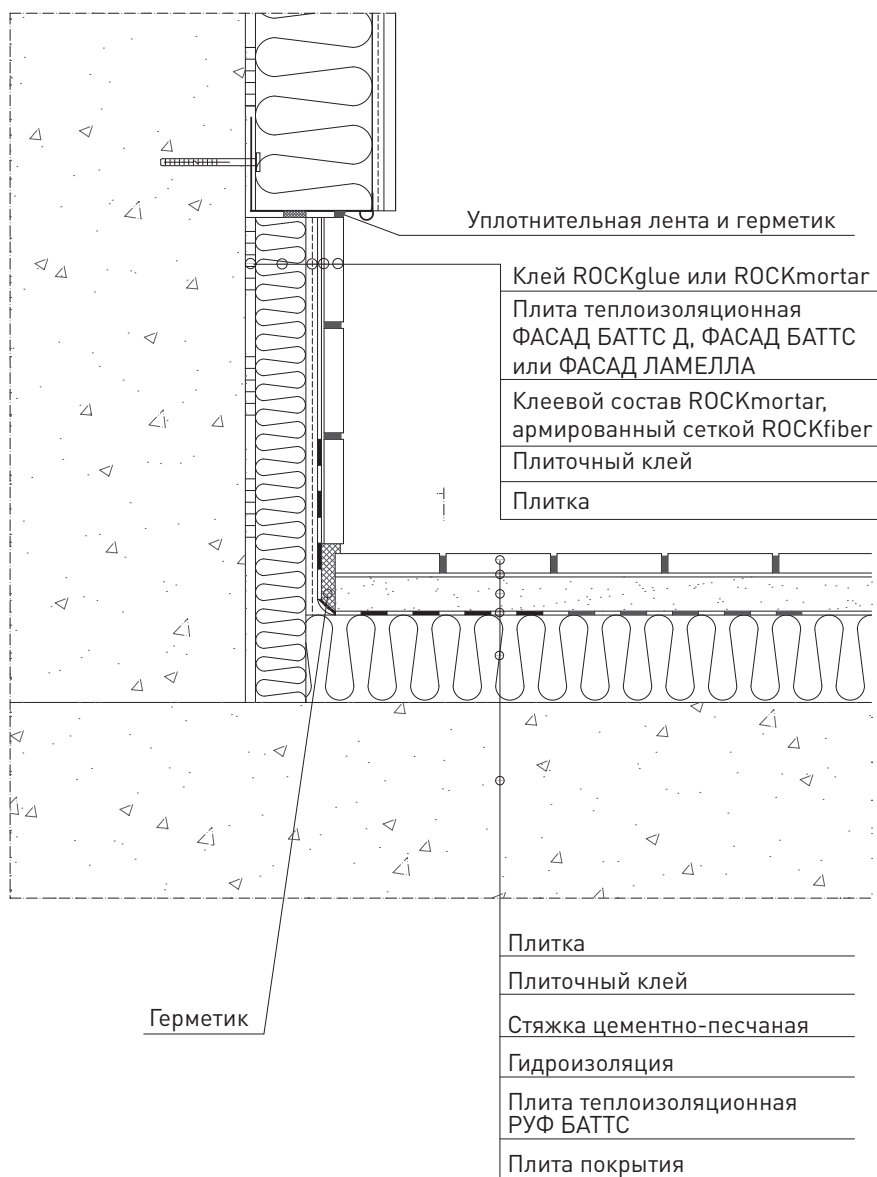 Уплотнительная лента и герметик
Клей ROCKglue или ROCKmortar
Плита теплоизоляционная
ФАСАД БАТТС Д, ФАСАД БАТТС
или ФАСАД ЛАМЕЛЛА
Клеевой состав ROCKmortar,
армированный сеткой ROCKfiber
Плиточный клей
Плитка
Плитка
Плиточный клей
Герметик
Стяжка цементно-песчаная
Гидроизоляция
Плита теплоизоляционная
РУФ БАТТС
Плита покрытия